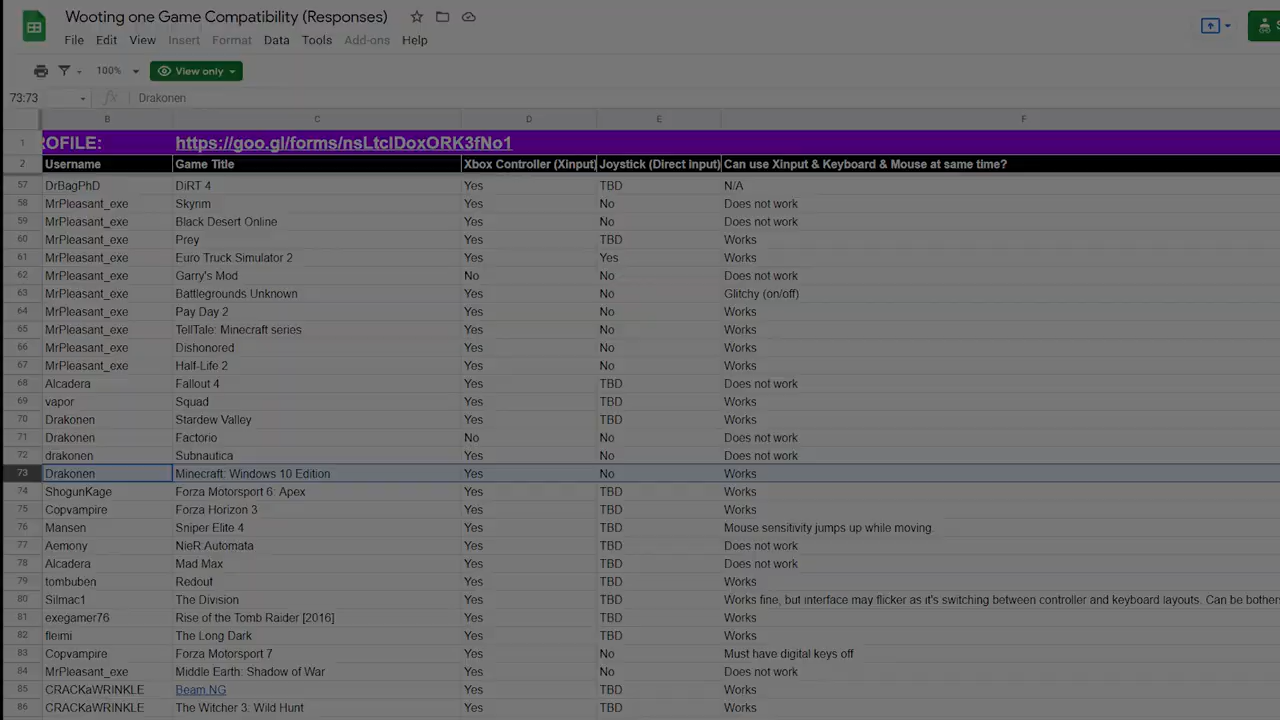 Wooting one Game Compatibility (Responses)
File Edit View Insert Format Data Tools Add-ons Help
100% View only
73:73 fx Drakonen
B C D E F
1 ROFILE: https://goo.gl/forms/nsLtcIDoxORK3fNo1
2 Username Game Title Xbox Controller (Xinput) Joystick (Direct input) Can use Xinput & Keyboard & Mouse at same time?
57 DrBagPhD DiRT 4 Yes TBD N/A
58 MrPleasant_exe Skyrim Yes No Does not work
59 MrPleasant_exe Black Desert Online Yes No Does not work
60 MrPleasant_exe Prey Yes TBD Works
61 MrPleasant_exe Euro Truck Simulator 2 Yes Yes Works
62 MrPleasant_exe Garry's Mod No No Does not work
63 MrPleasant_exe Battlegrounds Unknown Yes No Glitchy (on/off)
64 MrPleasant_exe Pay Day 2 Yes No Works
65 MrPleasant_exe TellTale: Minecraft series Yes No Works
66 MrPleasant_exe Dishonored Yes No Works
67 MrPleasant_exe Half-Life 2 Yes No Works
68 Alcadera Fallout 4 Yes TBD Does not work
69 vapor Squad Yes TBD Works
70 Drakonen Stardew Valley Yes TBD Works
71 Drakonen Factorio No No Does not work
72 drakonen Subnautica Yes No Does not work
73 Drakonen Minecraft: Windows 10 Edition Yes No Works
74 ShogunKage Forza Motorsport 6: Apex Yes TBD Works
75 Copvampire Forza Horizon 3 Yes TBD Works
76 Mansen Sniper Elite 4 Yes TBD Mouse sensitivity jumps up while moving.
77 Aemony NieR:Automata Yes TBD Does not work
78 Alcadera Mad Max Yes TBD Does not work
79 tombuben Redout Yes TBD Works
80 Silmac1 The Division Yes TBD Works fine, but interface may flicker as it's switching between controller and keyboard layouts. Can be bothers
81 exegamer76 Rise of the Tomb Raider [2016] Yes TBD Works
82 fleimi The Long Dark Yes TBD Works
83 Copvampire Forza Motorsport 7 Yes No Must have digital keys off
84 MrPleasant_exe Middle Earth: Shadow of War Yes No Does not work
85 CRACKaWRINKLE Beam.NG Yes TBD Works
86 CRACKaWRINKLE The Witcher 3: Wild Hunt Yes TBD Works